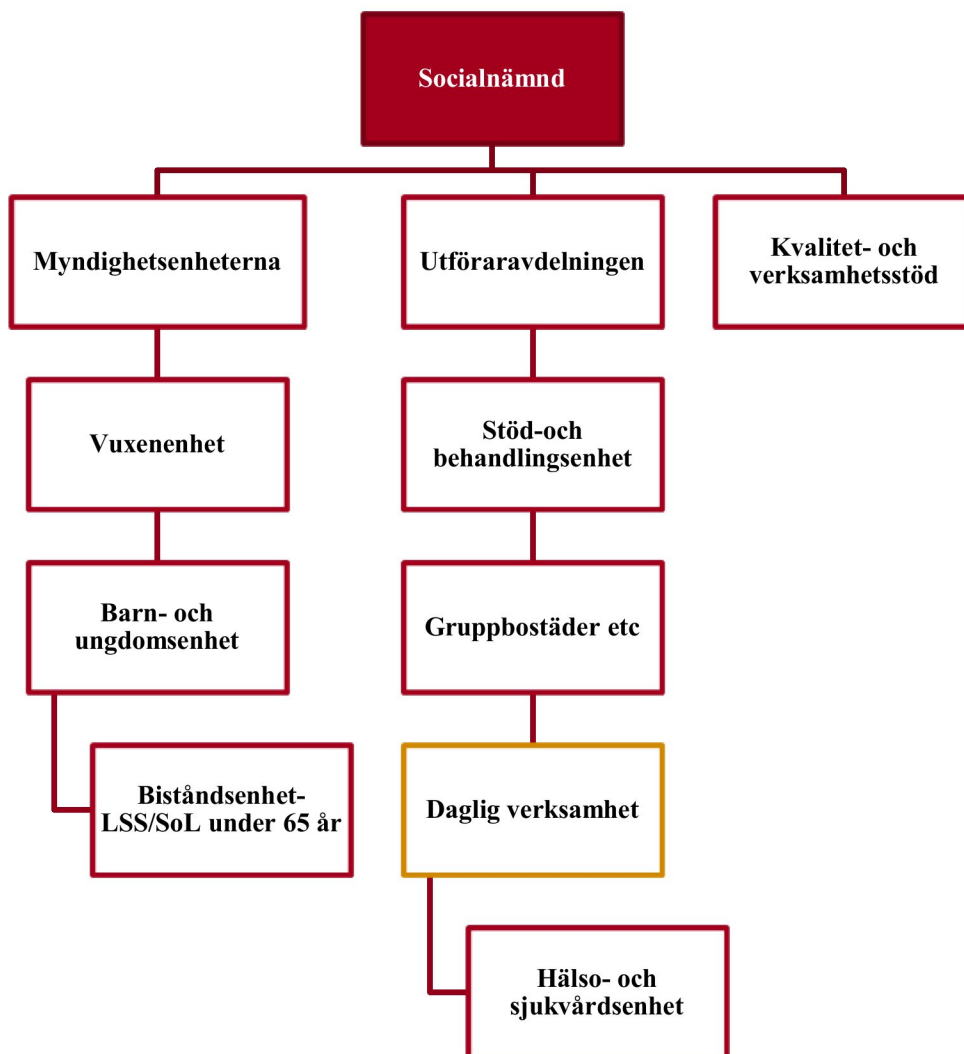 Socialnämnd
Myndighetsenheterna
Utföraravdelningen
Kvalitet- och
verksamhetsstöd
Vuxenenhet
Stöd-och
behandlingsenhet
Barn- och
ungdomsenhet
Gruppbostäder etc
Biståndsenhet-
LSS/SoL under 65 år
Daglig verksamhet
Hälso- och
sjukvårdsenhet